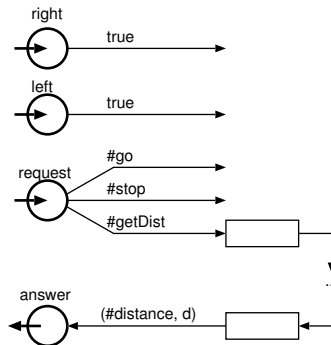 right
true
left
true
#go
request
#stop
#getDist
answer
(#distance, d)